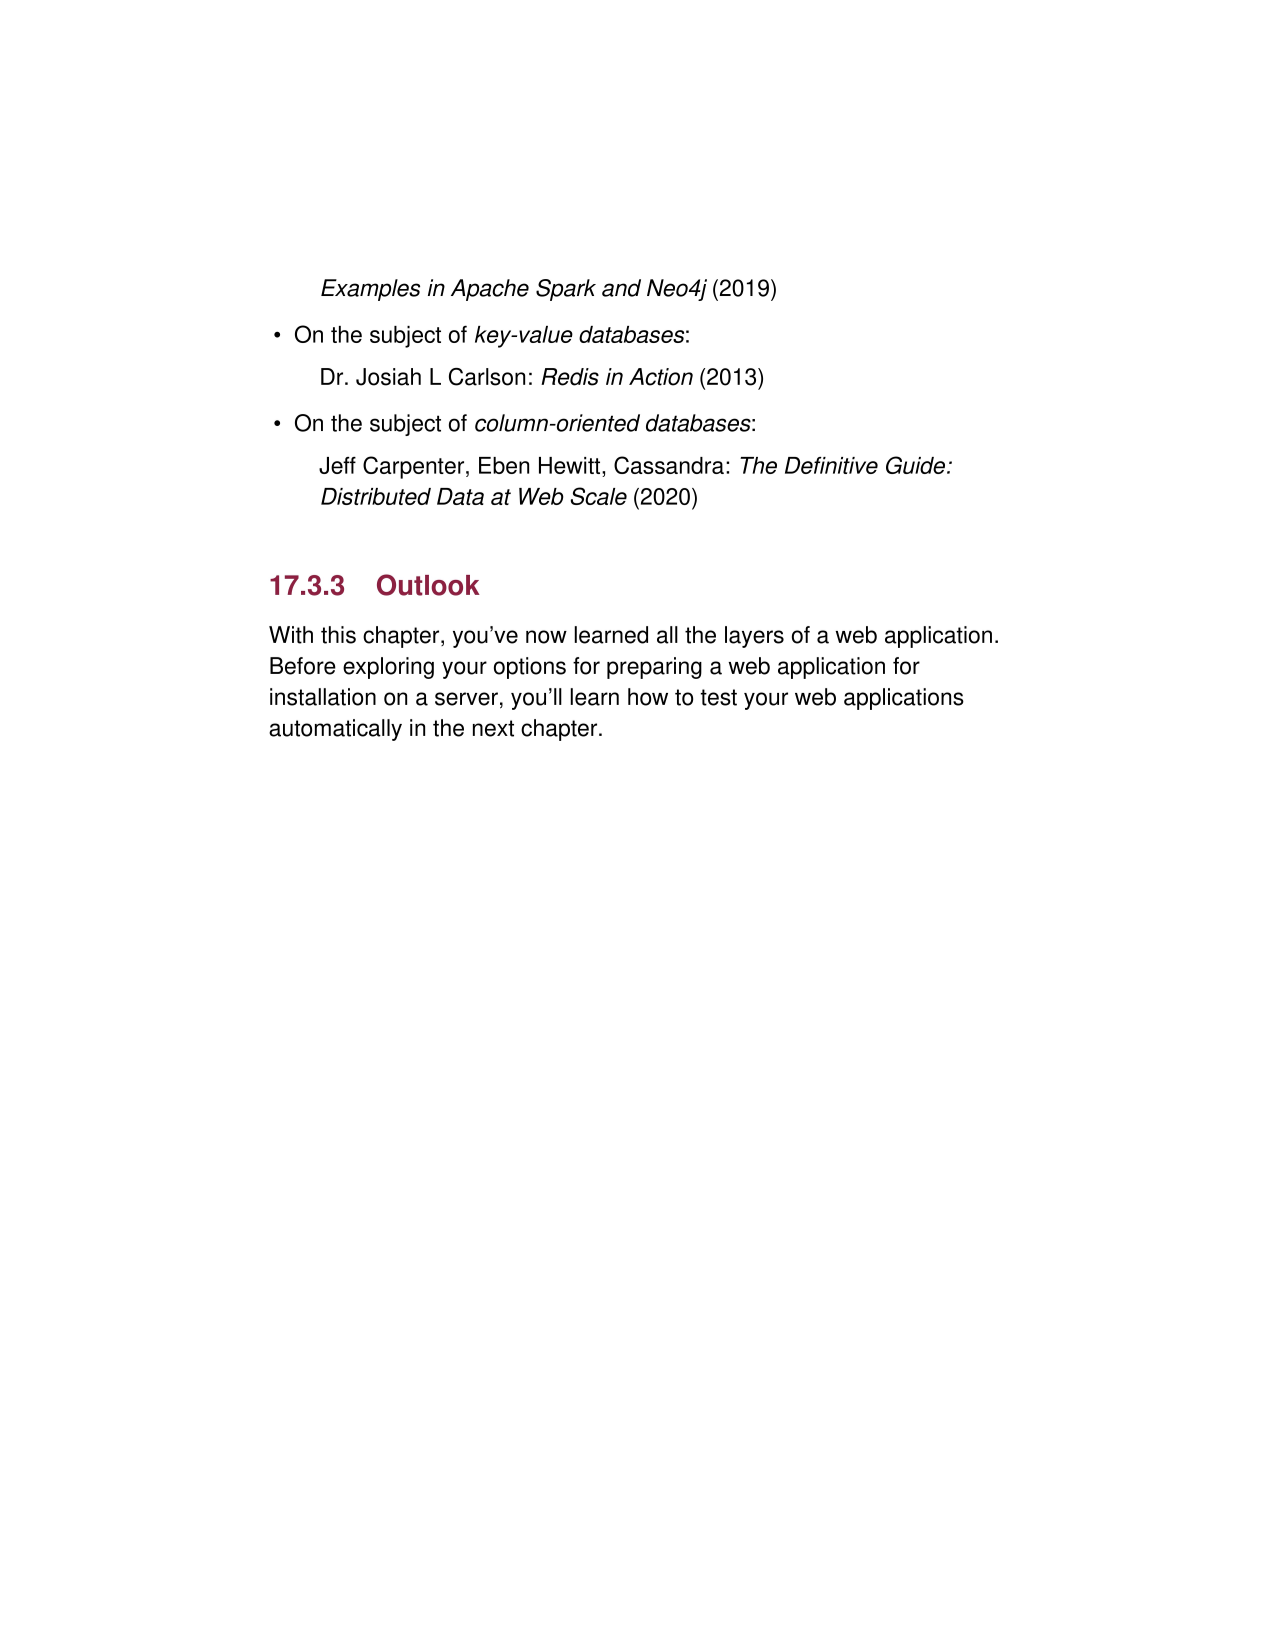 Examples in Apache Spark and Neo4j (2019)
• On the subject of key-value databases:
Dr. Josiah L Carlson: Redis in Action (2013)
• On the subject of column-oriented databases:
Jeff Carpenter, Eben Hewitt, Cassandra: The Definitive Guide:
Distributed Data at Web Scale (2020)
17.3.3 Outlook
With this chapter, you’ve now learned all the layers of a web application.
Before exploring your options for preparing a web application for
installation on a server, you’ll learn how to test your web applications
automatically in the next chapter.